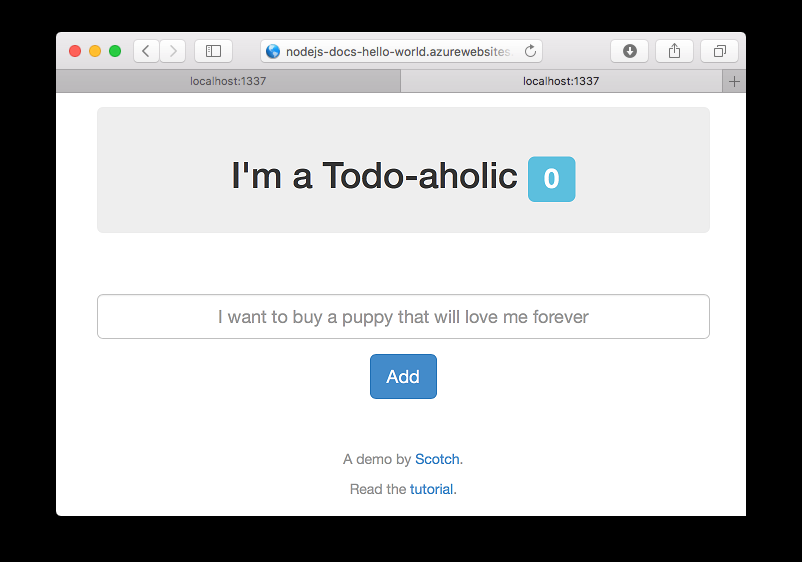 nodejs-docs-hello-world.azurewebsites.
localhost:1337
localhost:1337
I'm a Todo-aholic 0
I want to buy a puppy that will love me forever
Add
A demo by Scotch.
Read the tutorial.